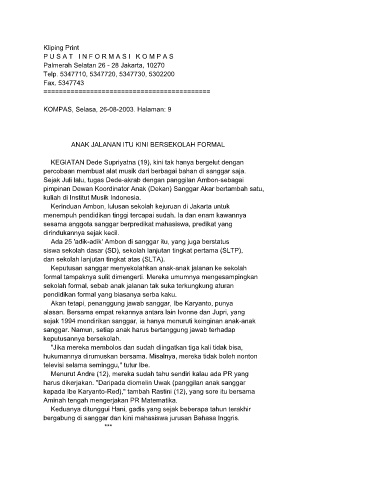 Kliping Print
P U S A T   I N F O R M A S I   K O M P A S
Palmerah Selatan 26 - 28 Jakarta, 10270
Telp. 5347710, 5347720, 5347730, 5302200
Fax. 5347743
============================================
KOMPAS, Selasa, 26-08-2003. Halaman: 9
ANAK JALANAN ITU KINI BERSEKOLAH FORMAL
KEGIATAN Dede Supriyatna (19), kini tak hanya bergelut dengan
percobaan membuat alat musik dari berbagai bahan di sanggar saja.
Sejak Juli lalu, tugas Dede-akrab dengan panggilan Ambon-sebagai
pimpinan Dewan Koordinator Anak (Dekan) Sanggar Akar bertambah satu,
kuliah di Institut Musik Indonesia.
Kerinduan Ambon, lulusan sekolah kejuruan di Jakarta untuk
menempuh pendidikan tinggi tercapai sudah. Ia dan enam kawannya
sesama anggota sanggar berpredikat mahasiswa, predikat yang
dirindukannya sejak kecil.
Ada 25 'adik-adik' Ambon di sanggar itu, yang juga berstatus
siswa sekolah dasar (SD), sekolah lanjutan pertama (SLTP),
dan sekolah lanjutan tingkat atas (SLTA).
Keputusan sanggar menyekolahkan anak-anak jalanan ke sekolah
formal tampaknya sulit dimengerti. Mereka umumnya mengesampingkan
sekolah formal, sebab anak jalanan tak suka terkungkung aturan
pendidikan formal yang biasanya serba kaku.
Akan tetapi, penanggung jawab sanggar, Ibe Karyanto, punya
alasan. Bersama empat rekannya antara lain Ivonne dan Jupri, yang
sejak 1994 mendirikan sanggar, ia hanya menuruti keinginan anak-anak
sanggar. Namun, setiap anak harus bertanggung jawab terhadap
keputusannya bersekolah.
"Jika mereka membolos dan sudah diingatkan tiga kali tidak bisa,
hukumannya dirumuskan bersama. Misalnya, mereka tidak boleh nonton
televisi selama seminggu," tutur Ibe.
Menurut Andre (12), mereka sudah tahu sendiri kalau ada PR yang
harus dikerjakan. "Daripada diomelin Uwak (panggilan anak sanggar
kepada Ibe Karyanto-Red)," tambah Rastini (12), yang sore itu bersama
Aminah tengah mengerjakan PR Matematika.
Keduanya ditunggui Hani, gadis yang sejak beberapa tahun terakhir
bergabung di sanggar dan kini mahasiswa jurusan Bahasa Inggris.
***